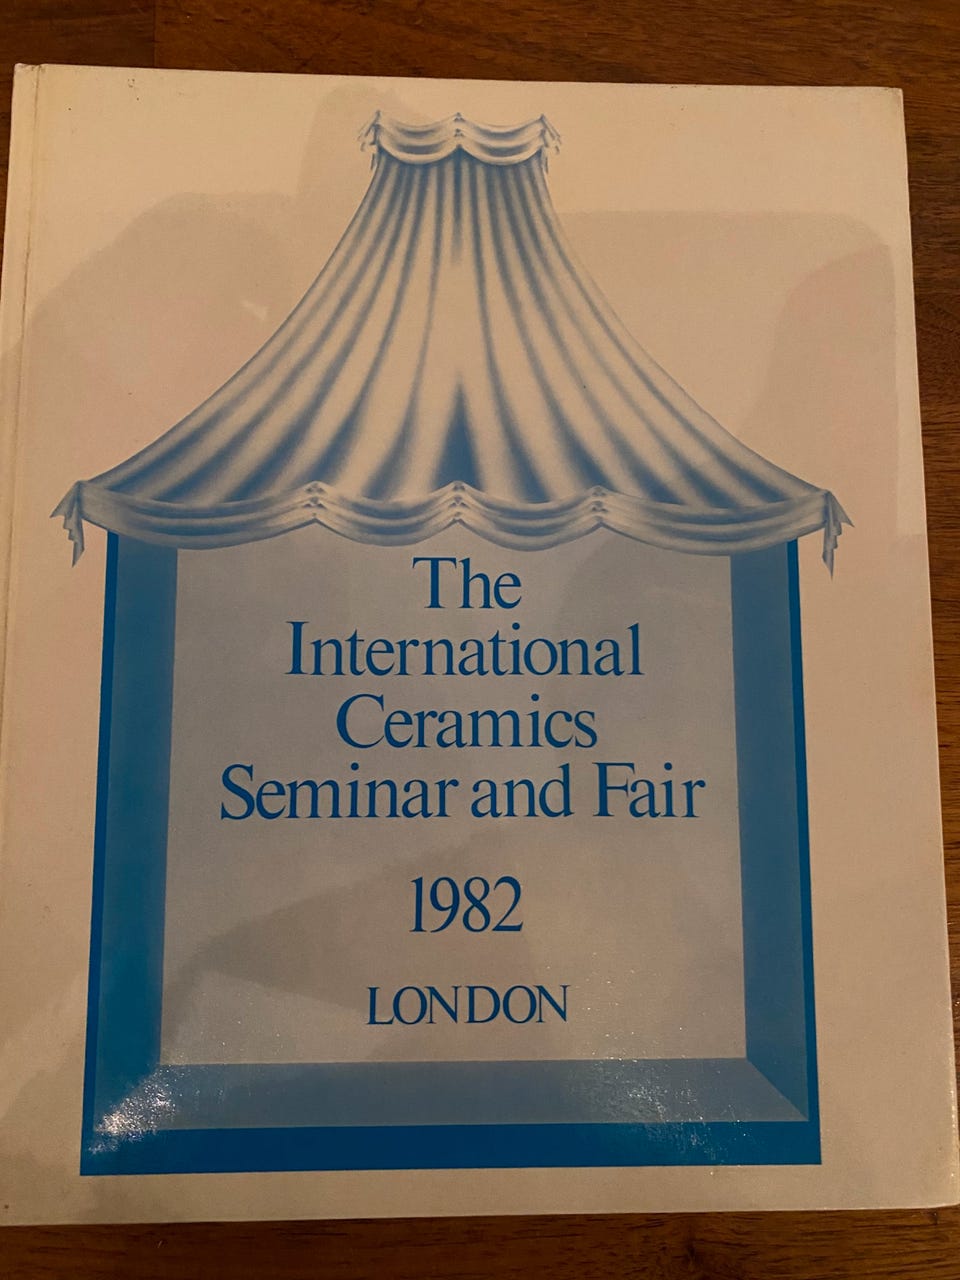 The
International
Ceramics
Seminar and Fair
1982
LONDON